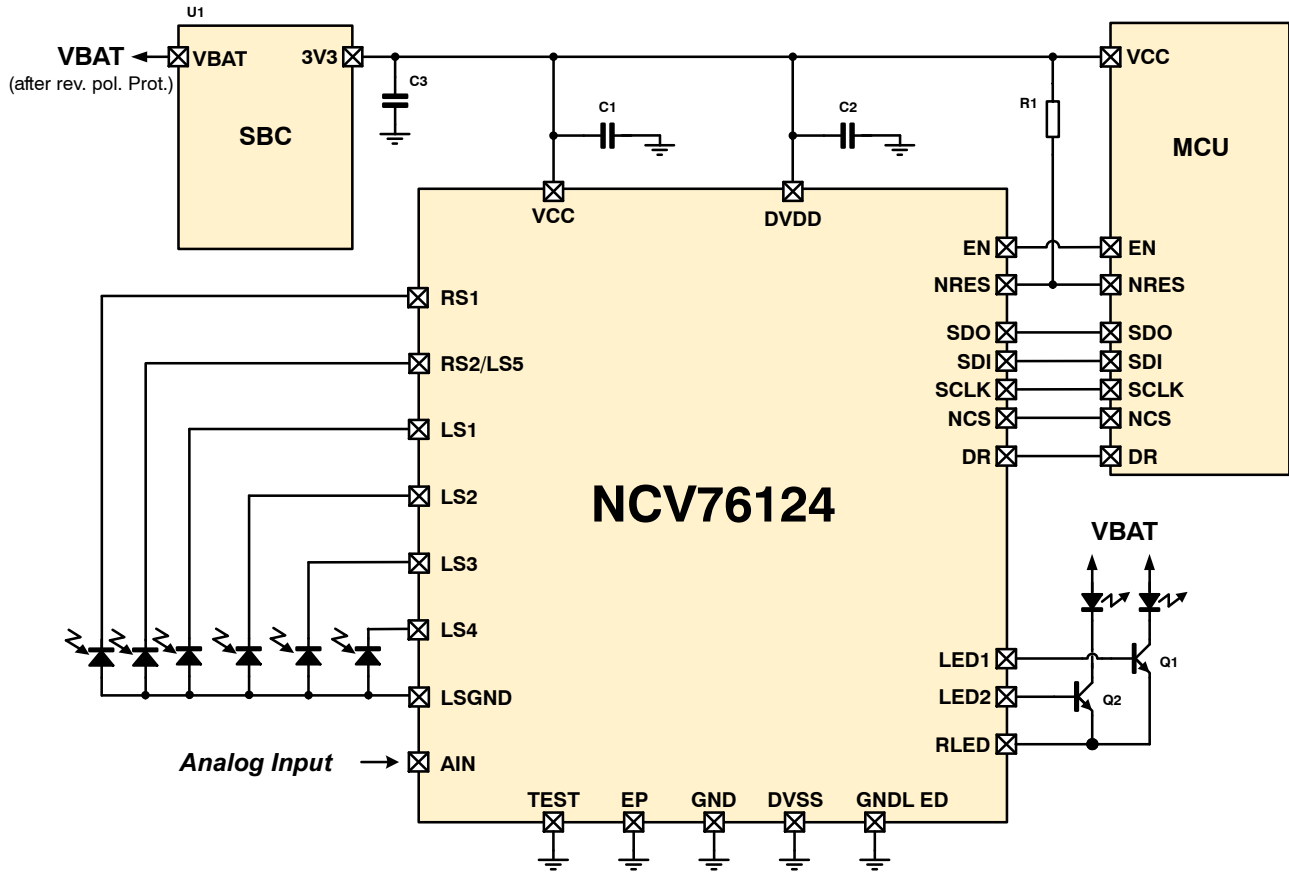 U1
VBAT
(after rev. pol. Prot.)
VBAT
3V3
SBC
C3
C1
C2
R1
VCC
MCU
VCC
DVDD
EN
EN
NRES
NRES
RS1
SDO
SDO
RS2/LS5
SDI
SDI
SCLK
SCLK
NCS
NCS
LS1
DR
DR
LS2
NCV76124
VBAT
LS3
LS4
LED1
Q1
LSGND
LED2
Q2
RLED
Analog Input
AIN
TEST
EP
GND
DVSS
GNDL ED